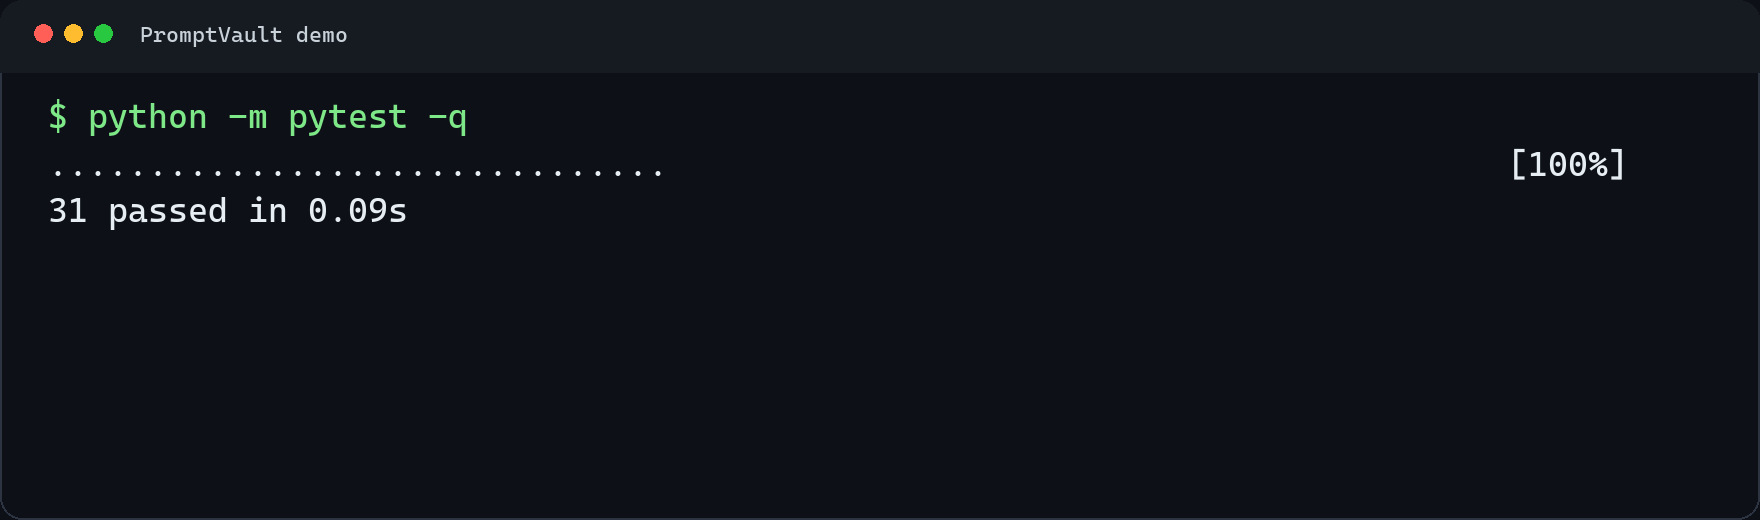 PromptVault demo
$ python -m pytest -q
............................... [100%]
31 passed in 0.09s